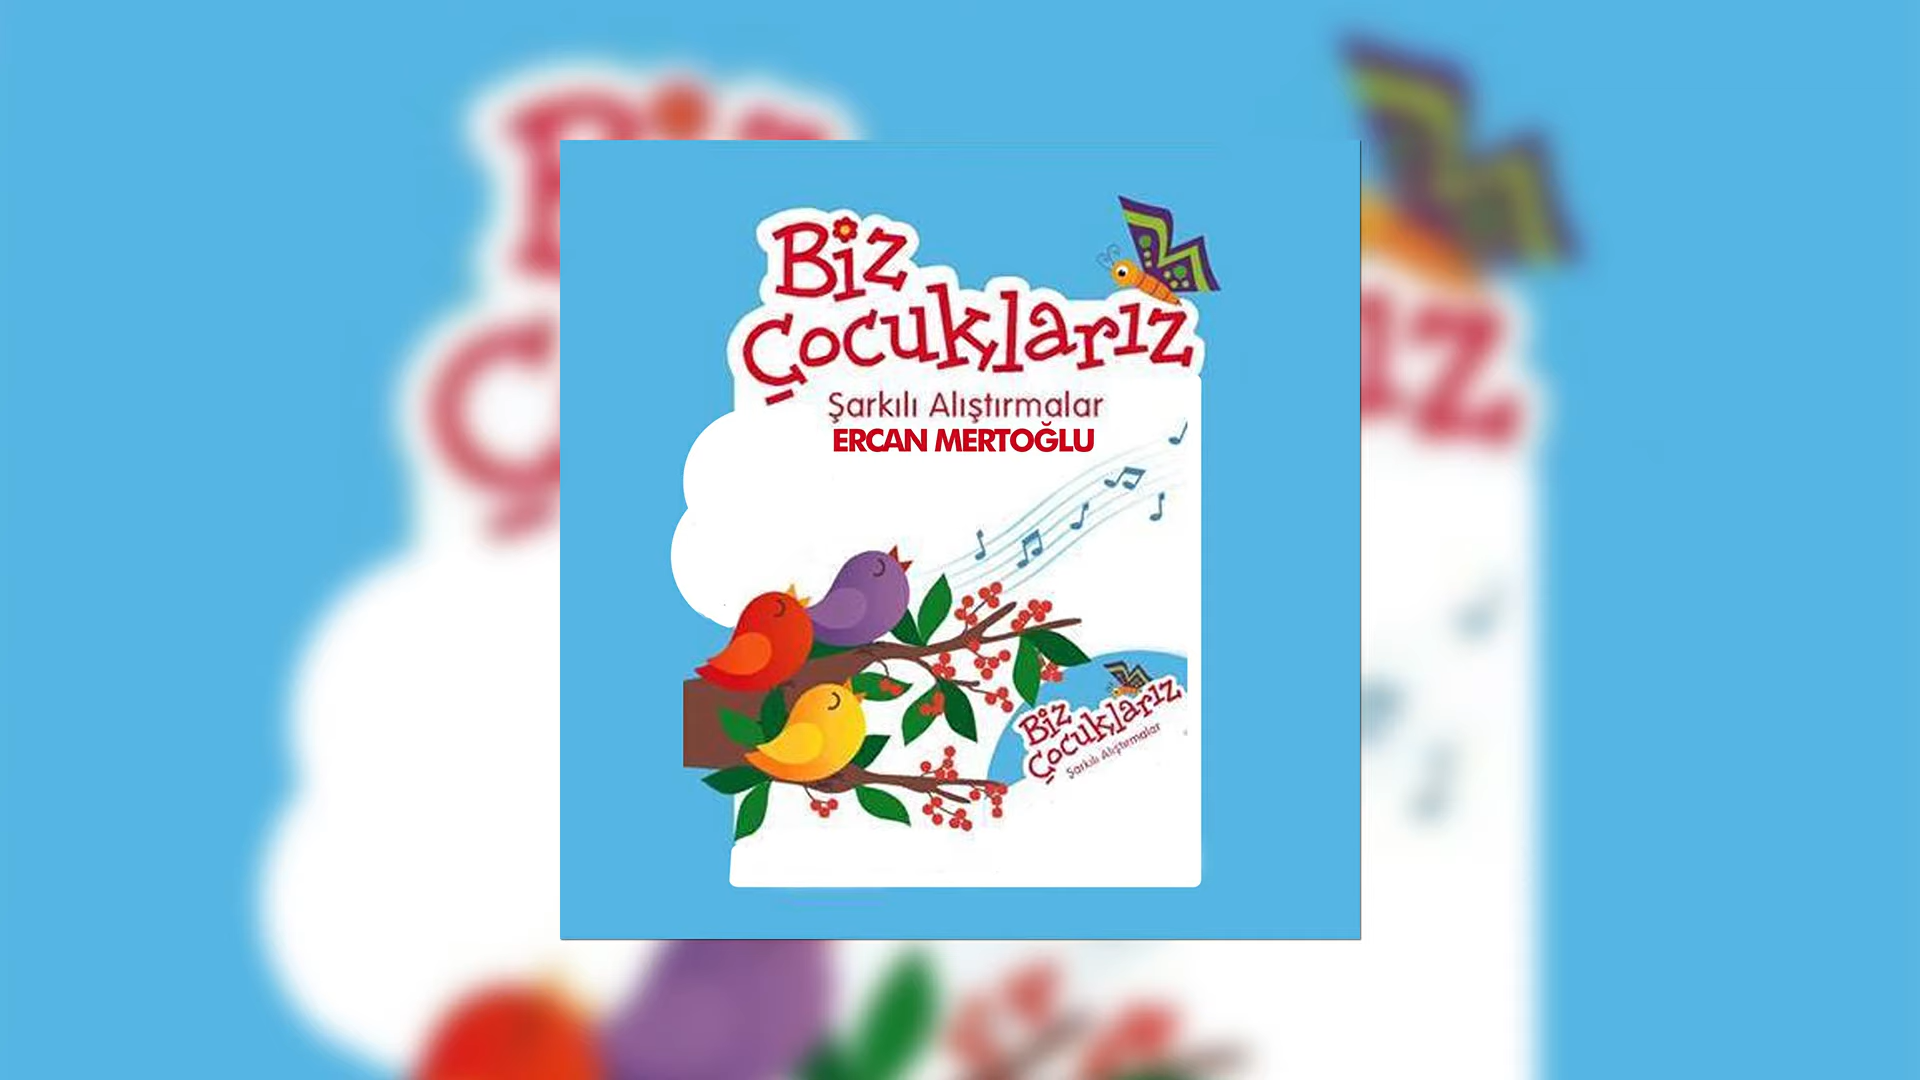 Biz
Çocuklarız
Şarkılı Alıştırmalar
ERCAN MERTOĞLU
Biz
Çocuklarız
Şarkılı Alıştırmalar